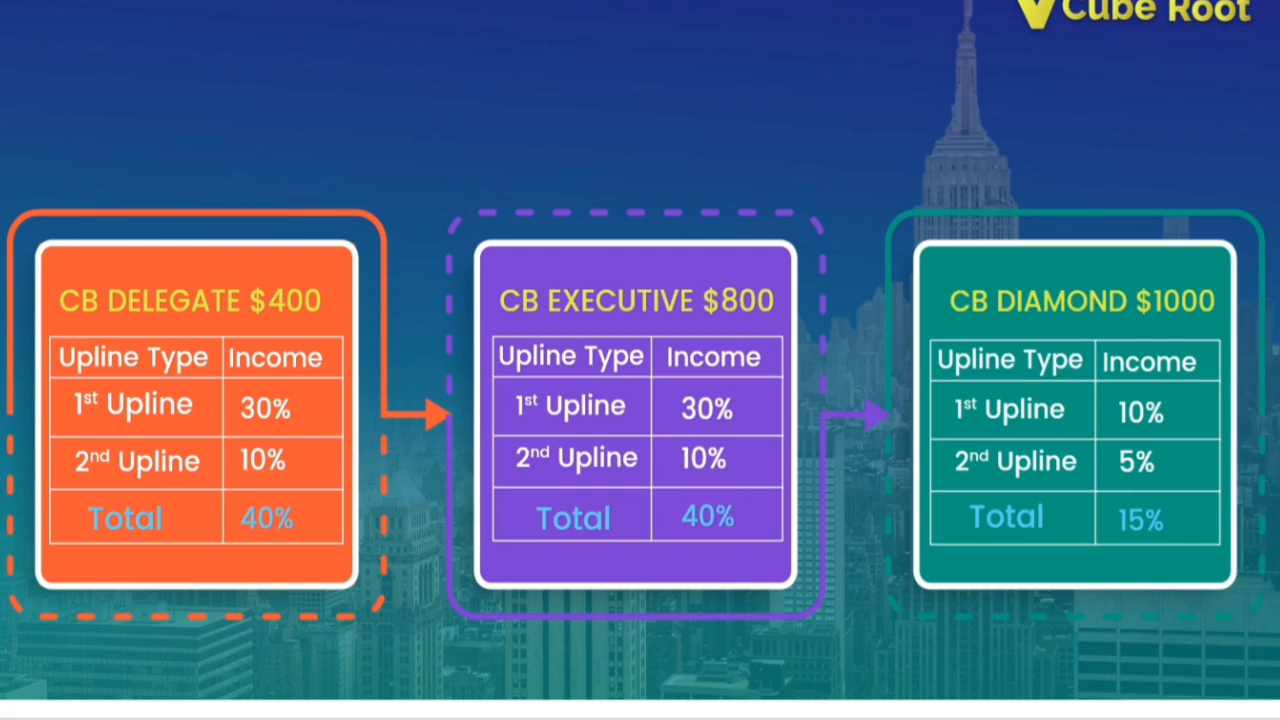 Cube Root
CB DELEGATE $400
Upline Type Income
1st Upline 30%
2nd Upline 10%
Total 40%
CB EXECUTIVE $800
Upline Type Income
1st Upline 30%
2nd Upline 10%
Total 40%
CB DIAMOND $1000
Upline Type Income
1st Upline 10%
2nd Upline 5%
Total 15%